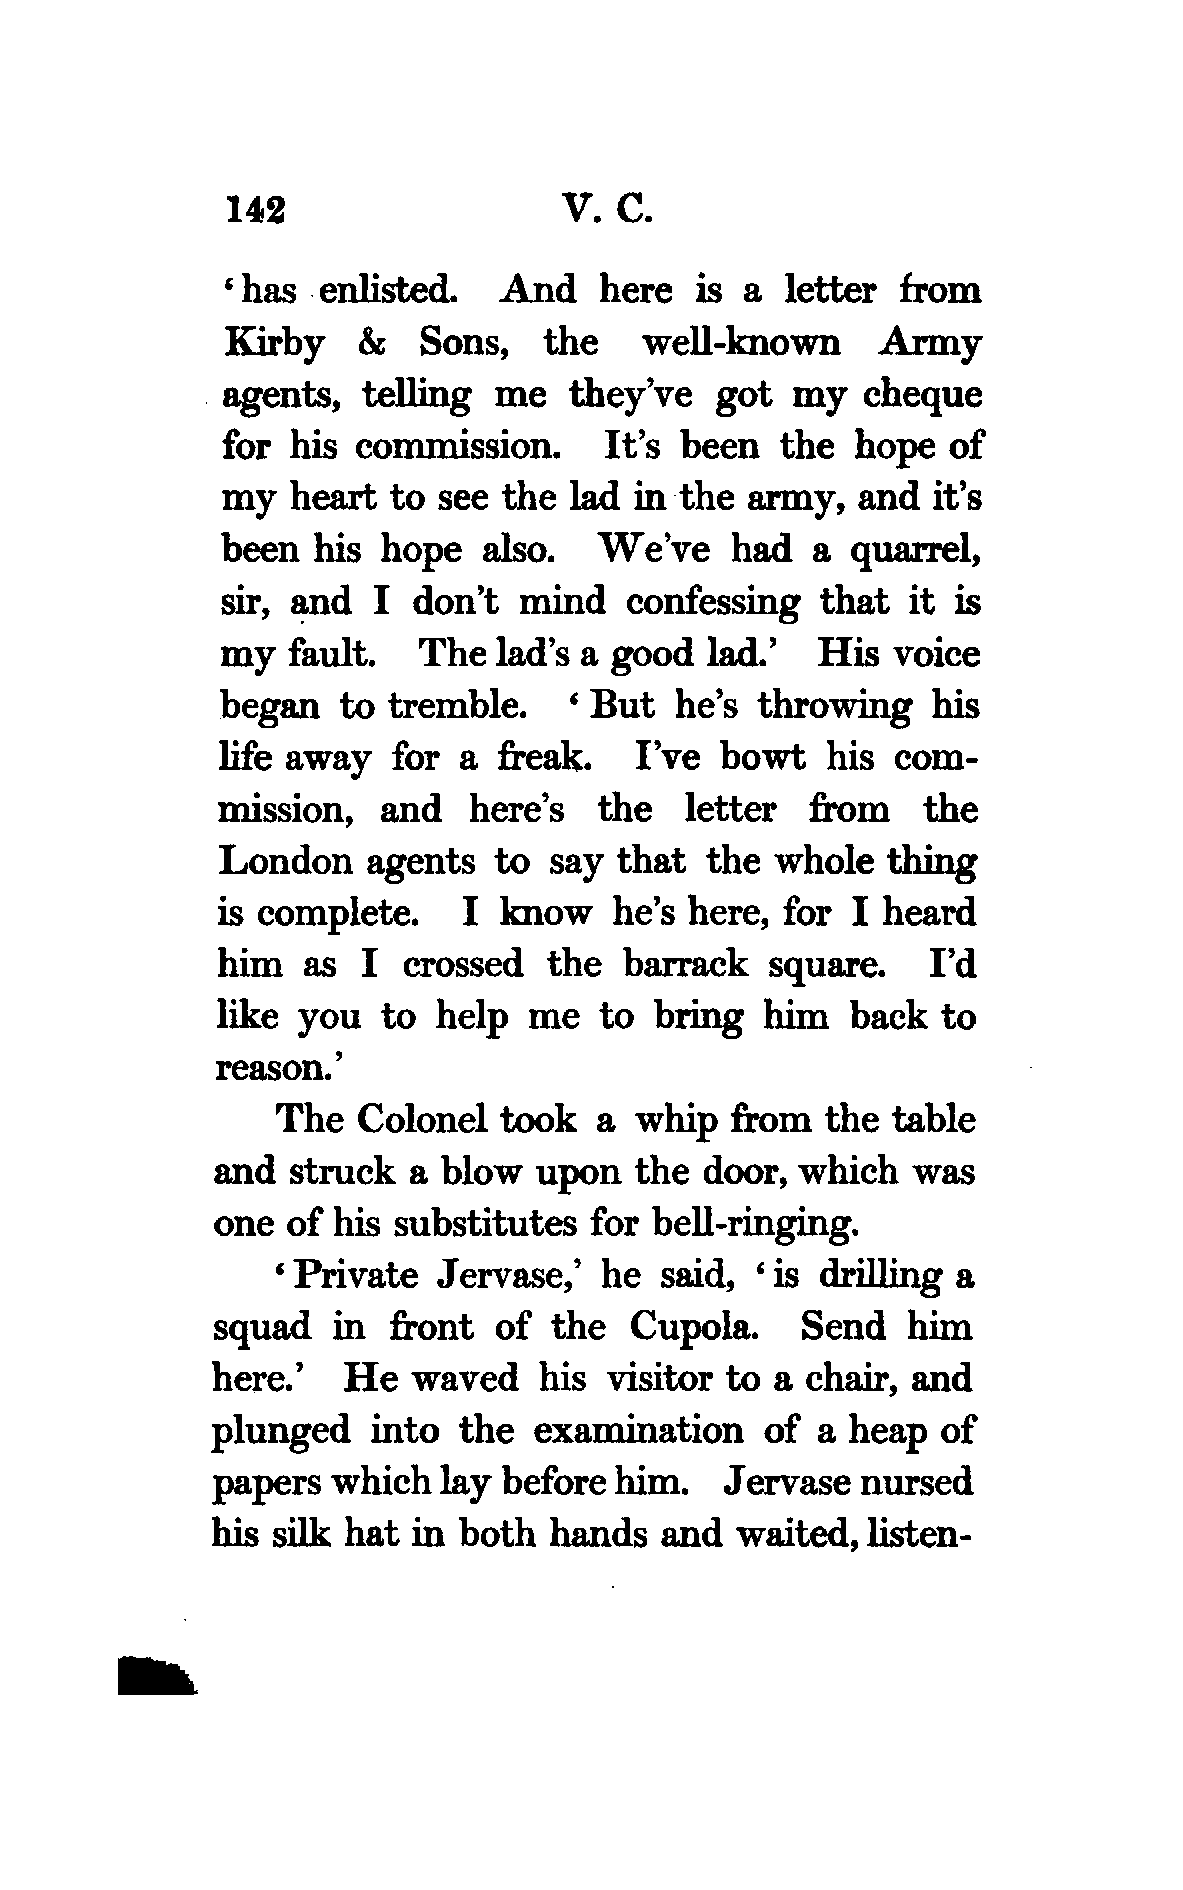 142 V. C.
‘has enlisted. And here is a letter from
Kirby & Sons, the well-known Army
agents, telling me they’ve got my cheque
for his commission. It’s been the hope of
my heart to see the lad in the army, and it’s
been his hope also. We’ve had a quarrel,
sir, and I don’t mind confessing that it is
my fault. The lad’s a good lad.’ His voice
began to tremble. ‘But he’s throwing his
life away for a freak. I’ve bowt his com-
mission, and here’s the letter from the
London agents to say that the whole thing
is complete. I know he’s here, for I heard
him as I crossed the barrack square. I’d
like you to help me to bring him back to
reason.’
The Colonel took a whip from the table
and struck a blow upon the door, which was
one of his substitutes for bell-ringing.
‘Private Jervase,’ he said, ‘is drilling a
squad in front of the Cupola. Send him
here.’ He waved his visitor to a chair, and
plunged into the examination of a heap of
papers which lay before him. Jervase nursed
his silk hat in both hands and waited, listen-